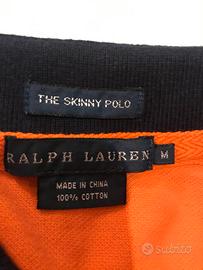 THE SKINNY POLO
RALPH LAUREN M
MADE IN CHINA
100% COTTON
subito